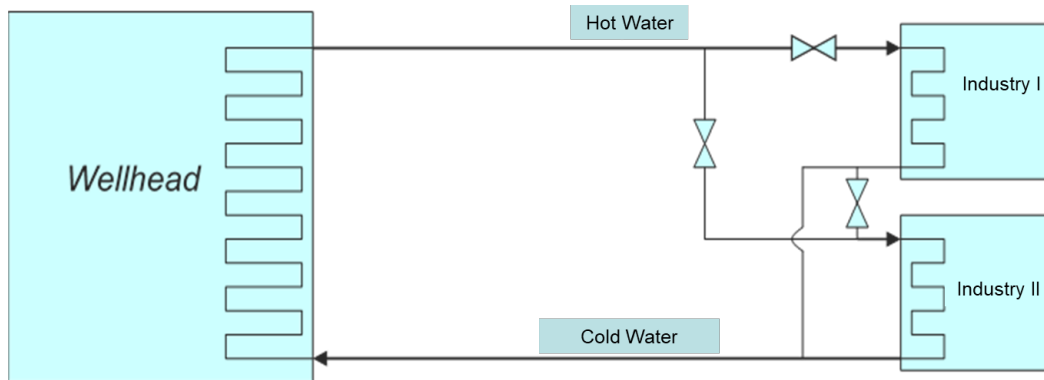 Hot Water
Industry I
Wellhead
Industry II
Cold Water